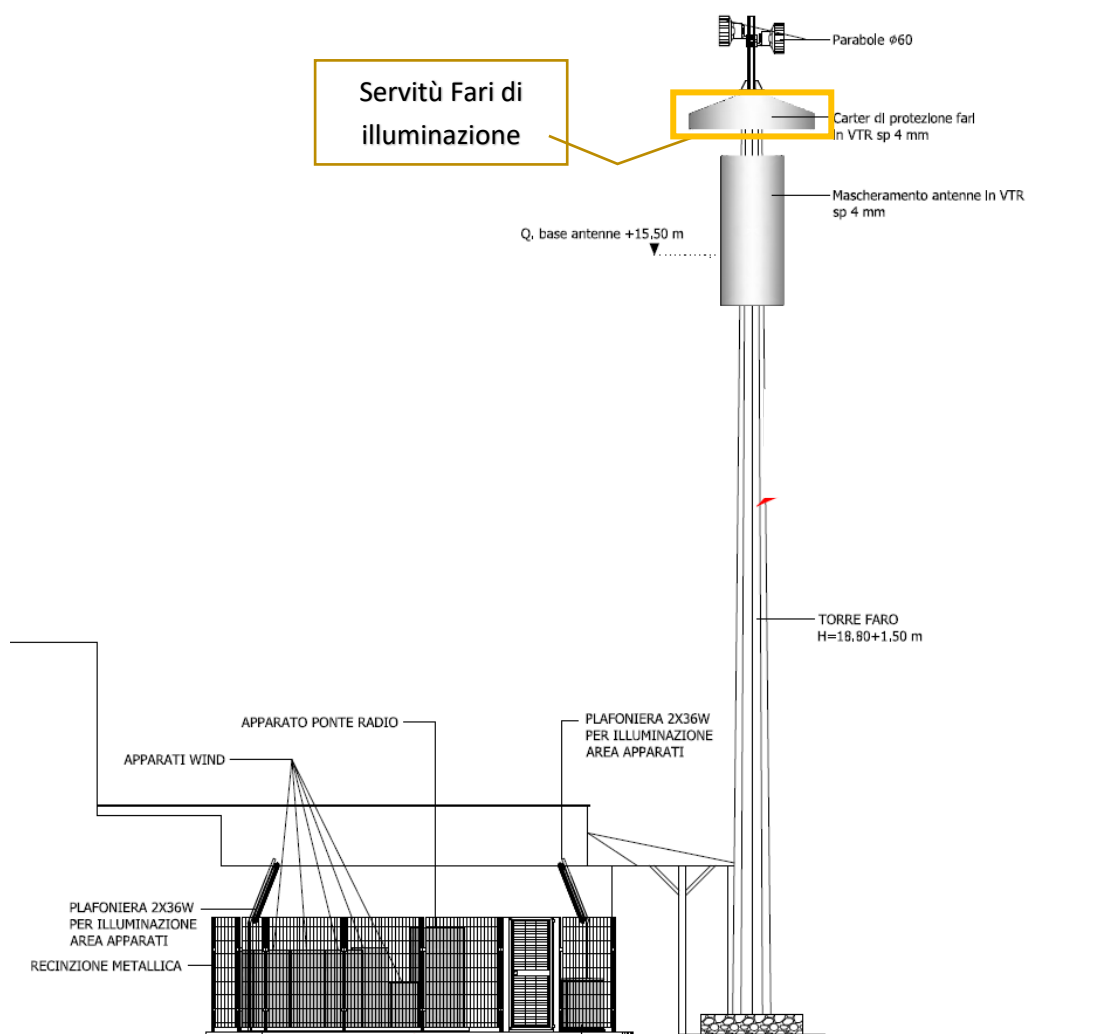 Parabole ø60
Servitù Fari di
illuminazione
Carter di protezione fari
in VTR sp 4 mm
Mascheramento antenne in VTR
sp 4 mm
Q. base antenne +15.50 m
TORRE FARO
H=18.80+1.50 m
APPARATO PONTE RADIO
PLAFONIERA 2X36W
PER ILLUMINAZIONE
AREA APPARATI
APPARATI WIND
PLAFONIERA 2X36W
PER ILLUMINAZIONE
AREA APPARATI
RECINZIONE METALLICA